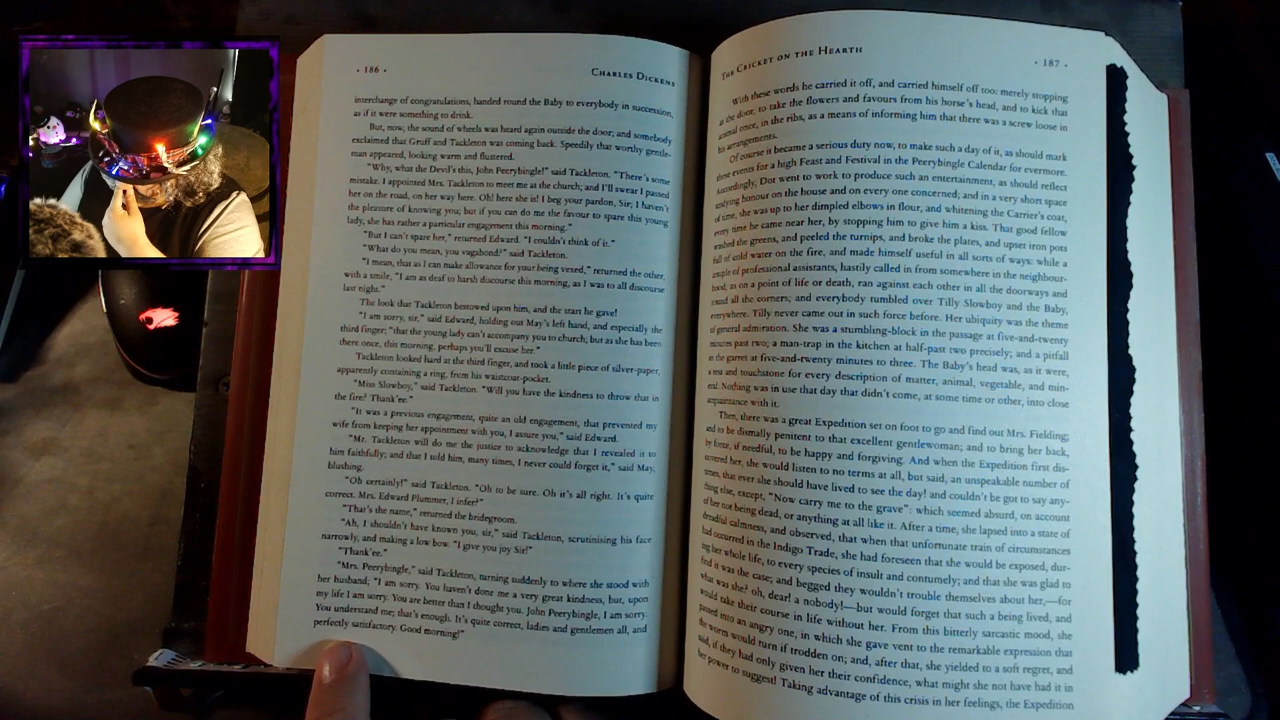 · 186 ·
CHARLES DICKENS
interchange of congratulations, handed round the Baby to everybody in succession,
as if it were something to drink.
But, now, the sound of wheels was heard again outside the door; and somebody
exclaimed that Gruff and Tackleton was coming back. Speedily that worthy gentle-
man appeared, looking warm and flustered.
"Why, what the Devil's this, John Peerybingle!" said Tackleton. "There's some
mistake. I appointed Mrs. Tackleton to meet me at the church; and I'll swear I passed
her on the road, on her way here. Oh! here she is! I beg your pardon, Sir; I haven't
the pleasure of knowing you; but if you can do me the favour to spare this young
lady, she has rather a particular engagement this morning."
"But I can't spare her," returned Edward. "I couldn't think of it."
"What do you mean, you vagabond?" said Tackleton.
"I mean, that as I can make allowance for your being vexed," returned the other,
with a smile, "I am as deaf to harsh discourse this morning, as I was to all discourse
last night."
The look that Tackleton bestowed upon him, and the start he gave!
"I am sorry, sir," said Edward, holding out May's left hand, and especially the
third finger; "that the young lady can't accompany you to church; but as she has been
there once, this morning, perhaps you'll excuse her."
Tackleton looked hard at the third finger, and took a little piece of silver-paper,
apparently containing a ring, from his waistcoat-pocket.
"Miss Slowboy," said Tackleton. "Will you have the kindness to throw that in
the fire? Thank'ee."
"It was a previous engagement, quite an old engagement, that prevented my
wife from keeping her appointment with you, I assure you," said Edward.
"Mr. Tackleton will do me the justice to acknowledge that I revealed it to
him faithfully; and that I told him, many times, I never could forget it," said May,
blushing.
"Oh certainly!" said Tackleton. "Oh to be sure. Oh it's all right. It's quite
correct. Mrs. Edward Plummer, I infer?"
"That's the name," returned the bridegroom.
"Ah, I shouldn't have known you, sir," said Tackleton, scrutinising his face
narrowly, and making a low bow. "I give you joy Sir!"
"Thank'ee."
"Mrs. Peerybingle," said Tackleton, turning suddenly to where she stood with
her husband; "I am sorry. You haven't done me a very great kindness, but, upon
my life I am sorry. You are better than I thought you. John Peerybingle, I am sorry.
You understand me; that's enough. It's quite correct, ladies and gentlemen all, and
perfectly satisfactory. Good morning!"
THE CRICKET ON THE HEARTH
· 187 ·
With these words he carried it off, and carried himself off too: merely stopping
at the door, to take the flowers and favours from his horse's head, and to kick that
animal once, in the ribs, as a means of informing him that there was a screw loose in
his arrangements.
Of course it became a serious duty now, to make such a day of it, as should mark
these events for a high Feast and Festival in the Peerybingle Calendar for evermore.
Accordingly, Dot went to work to produce such an entertainment, as should reflect
undying honour on the house and on every one concerned; and in a very short space
of time, she was up to her dimpled elbows in flour, and whitening the Carrier's coat,
every time he came near her, by stopping him to give him a kiss. That good fellow
washed the greens, and peeled the turnips, and broke the plates, and upset iron pots
full of cold water on the fire, and made himself useful in all sorts of ways: while a
couple of professional assistants, hastily called in from somewhere in the neighbour-
hood, as on a point of life or death, ran against each other in all the doorways and
round all the corners; and everybody tumbled over Tilly Slowboy and the Baby,
everywhere. Tilly never came out in such force before. Her ubiquity was the theme
of general admiration. She was a stumbling-block in the passage at five-and-twenty
minutes past two; a man-trap in the kitchen at half-past two precisely; and a pitfall
in the garret at five-and-twenty minutes to three. The Baby's head was, as it were,
a test and touchstone for every description of matter, animal, vegetable, and min-
eral. Nothing was in use that day that didn't come, at some time or other, into close
acquaintance with it.
Then, there was a great Expedition set on foot to go and find out Mrs. Fielding;
and to be dismally penitent to that excellent gentlewoman; and to bring her back,
by force, if needful, to be happy and forgiving. And when the Expedition first dis-
covered her, she would listen to no terms at all, but said, an unspeakable number of
times, that ever she should have lived to see the day! and couldn't be got to say any-
thing else, except, "Now carry me to the grave": which seemed absurd, on account
of her not being dead, or anything at all like it. After a time, she lapsed into a state of
dreadful calmness, and observed, that when that unfortunate train of circumstances
had occurred in the Indigo Trade, she had foreseen that she would be exposed, dur-
ing her whole life, to every species of insult and contumely; and that she was glad to
find it was the case; and begged they wouldn't trouble themselves about her,—for
what was she? oh, dear! a nobody!—but would forget that such a being lived, and
would take their course in life without her. From this bitterly sarcastic mood, she
passed into an angry one, in which she gave vent to the remarkable expression that
the worm would turn if trodden on; and, after that, she yielded to a soft regret, and
said, if they had only given her their confidence, what might she not have had it in
her power to suggest! Taking advantage of this crisis in her feelings, the Expedition